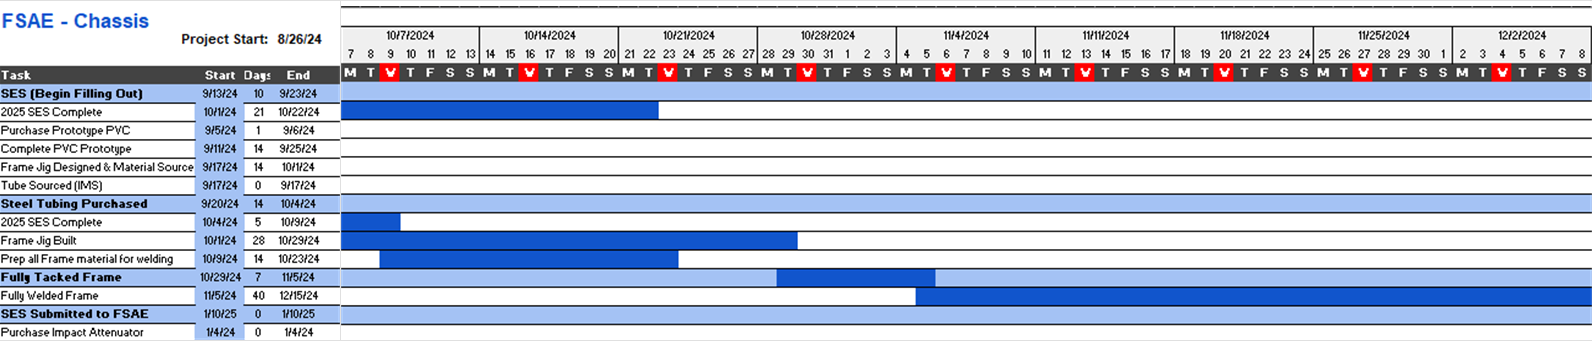 FSAE - Chassis
Project Start: 8/26/24
10/7/2024 10/14/2024 10/21/2024 10/28/2024 11/4/2024 11/11/2024 11/18/2024 11/25/2024 12/2/2024
7 8 9 10 11 12 13 14 15 16 17 18 19 20 21 22 23 24 25 26 27 28 29 30 31 1 2 3 4 5 6 7 8 9 10 11 12 13 14 15 16 17 18 19 20 21 22 23 24 25 26 27 28 29 30 1 2 3 4 5 6 7 8
Task Start Days End M T W T F S S M T W T F S S M T W T F S S M T W T F S S M T W T F S S M T W T F S S M T W T F S S M T W T F S S M T W T F S S
SES (Begin Filling Out) 9/13/24 10 9/23/24
2025 SES Complete 10/1/24 21 10/22/24
Purchase Prototype PVC 9/5/24 1 9/6/24
Complete PVC Prototype 9/11/24 14 9/25/24
Frame Jig Designed & Material Source 9/17/24 14 10/1/24
Tube Sourced (IMS) 9/17/24 0 9/17/24
Steel Tubing Purchased 9/20/24 14 10/4/24
2025 SES Complete 10/4/24 5 10/9/24
Frame Jig Built 10/1/24 28 10/29/24
Prep all Frame material for welding 10/9/24 14 10/23/24
Fully Tacked Frame 10/29/24 7 11/5/24
Fully Welded Frame 11/5/24 40 12/15/24
SES Submitted to FSAE 1/10/25 0 1/10/25
Purchase Impact Attenuator 1/4/24 0 1/4/24